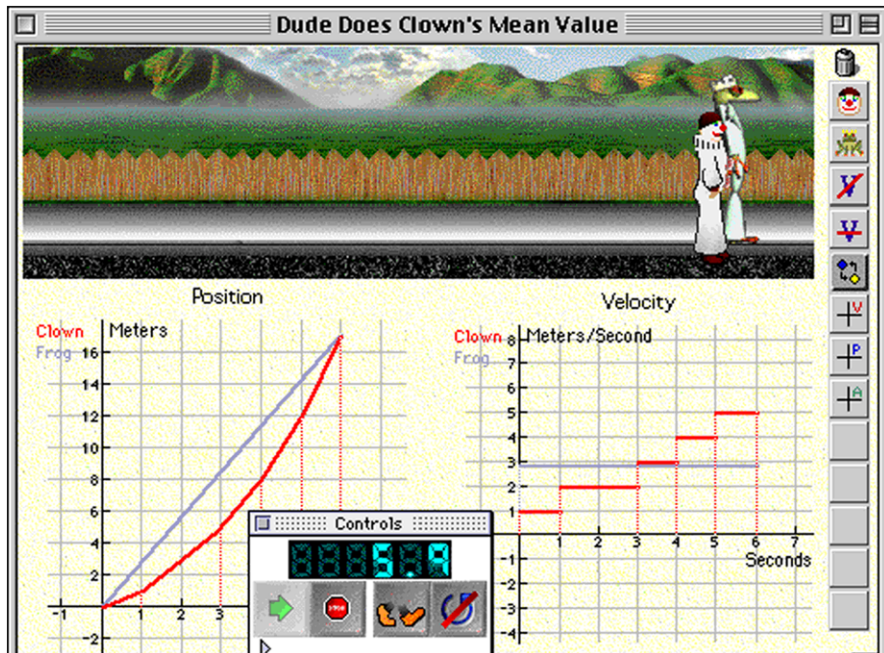 Dude Does Clown's Mean Value
Position
Clown
Frog
Meters
16
14
12
10
8
6
4
2
-2
-1
1
2
3
Velocity
Clown
Frog
Meters/Second
8
7
6
5
4
3
2
1
-1
-2
-3
-4
1
2
3
4
5
6
7
Seconds
Controls
5.9
STOP
V
V
V
P
A